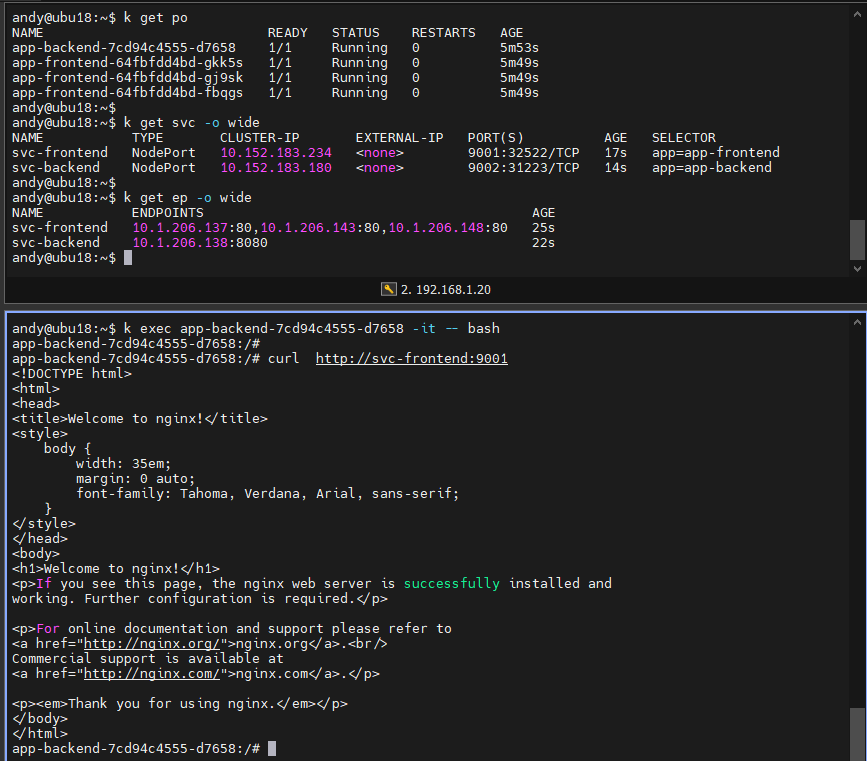 andy@ubu18:~$ k get po
NAME READY STATUS RESTARTS AGE
app-backend-7cd94c4555-d7658 1/1 Running 0 5m53s
app-frontend-64fbfdd4bd-gkk5s 1/1 Running 0 5m49s
app-frontend-64fbfdd4bd-gj9sk 1/1 Running 0 5m49s
app-frontend-64fbfdd4bd-fbqgs 1/1 Running 0 5m49s
andy@ubu18:~$
andy@ubu18:~$ k get svc -o wide
NAME TYPE CLUSTER-IP EXTERNAL-IP PORT(S) AGE SELECTOR
svc-frontend NodePort 10.152.183.234 <none> 9001:32522/TCP 17s app=app-frontend
svc-backend NodePort 10.152.183.180 <none> 9002:31223/TCP 14s app=app-backend
andy@ubu18:~$
andy@ubu18:~$ k get ep -o wide
NAME ENDPOINTS AGE
svc-frontend 10.1.206.137:80,10.1.206.143:80,10.1.206.148:80 25s
svc-backend 10.1.206.138:8080 22s
andy@ubu18:~$
2. 192.168.1.20
andy@ubu18:~$ k exec app-backend-7cd94c4555-d7658 -it -- bash
app-backend-7cd94c4555-d7658:/#
app-backend-7cd94c4555-d7658:/# curl http://svc-frontend:9001
<!DOCTYPE html>
<html>
<head>
<title>Welcome to nginx!</title>
<style>
body {
width: 35em;
margin: 0 auto;
font-family: Tahoma, Verdana, Arial, sans-serif;
}
</style>
</head>
<body>
<h1>Welcome to nginx!</h1>
<p>If you see this page, the nginx web server is successfully installed and
working. Further configuration is required.</p>
<p>For online documentation and support please refer to
<a href="http://nginx.org/">nginx.org</a>.<br/>
Commercial support is available at
<a href="http://nginx.com/">nginx.com</a>.</p>
<p><em>Thank you for using nginx.</em></p>
</body>
</html>
app-backend-7cd94c4555-d7658:/#